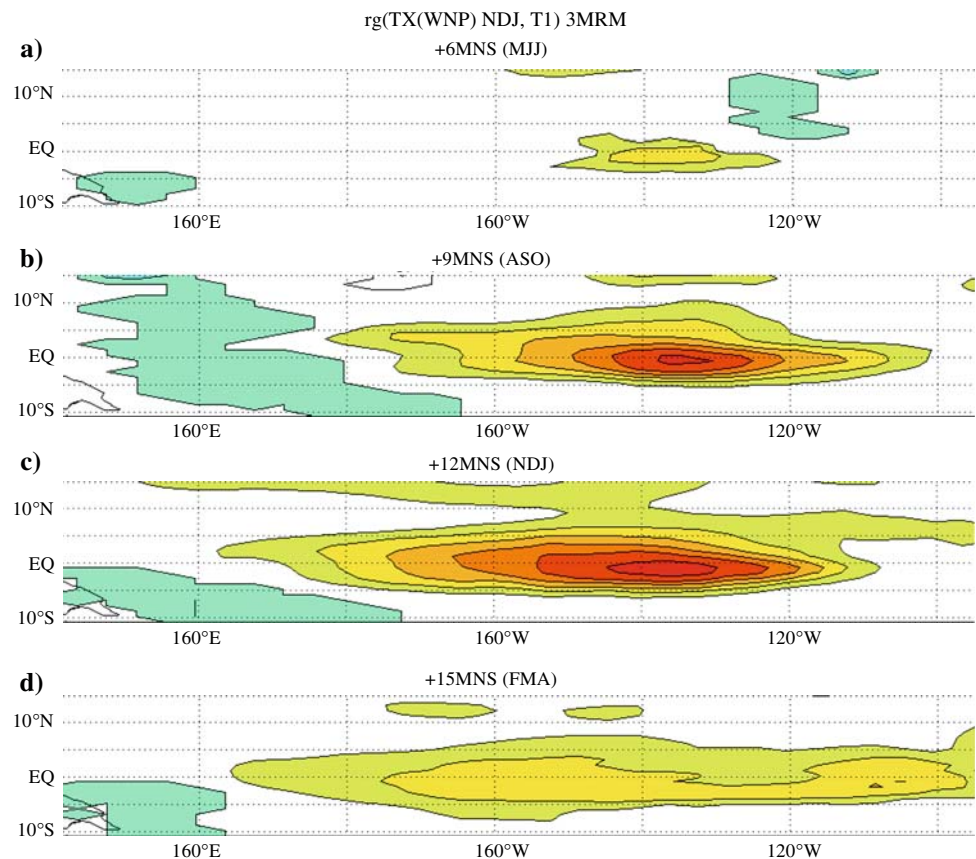 rg(TX(WNP) NDJ, T1) 3MRM
a)
+6MNS (MJJ)
10°N
EQ
10°S
160°E 160°W 120°W
b)
+9MNS (ASO)
10°N
EQ
10°S
160°E 160°W 120°W
c)
+12MNS (NDJ)
10°N
EQ
10°S
160°E 160°W 120°W
d)
+15MNS (FMA)
10°N
EQ
10°S
160°E 160°W 120°W